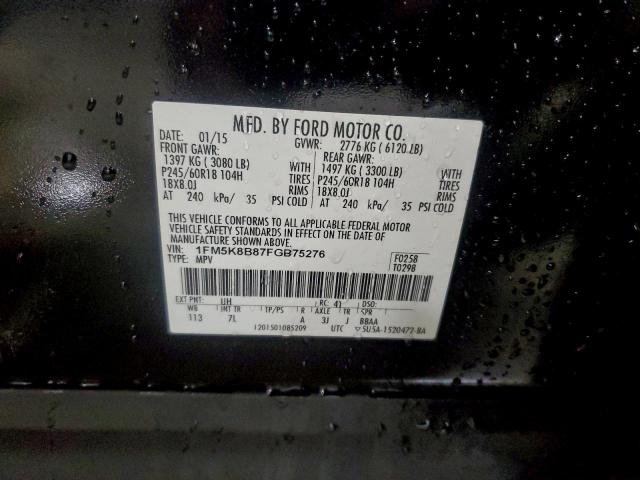 MFD. BY FORD MOTOR CO.
DATE: 01/15 GVWR: 2776 KG ( 6120 LB)
FRONT GAWR: REAR GAWR:
1397 KG ( 3080 LB) WITH 1497 KG ( 3300 LB) WITH
P245/60R18 104H TIRES P245/60R18 104H TIRES
18X8.0J RIMS 18X8.0J RIMS
AT 240 kPa/ 35 PSI COLD AT 240 kPa/ 35 PSI COLD
THIS VEHICLE CONFORMS TO ALL APPLICABLE FEDERAL MOTOR
VEHICLE SAFETY STANDARDS IN EFFECT ON THE DATE OF
MANUFACTURE SHOWN ABOVE.
VIN: 1FM5K8B87FGB75276 F0258
TYPE: MPV T0298
EXT PNT: UH RC: 41 DSO:
WB INT TR TP/PS R AXLE TR SPR
113 7L A 3J J BBAA
1201501085209 UTC ▽SU5A-1520472-BA